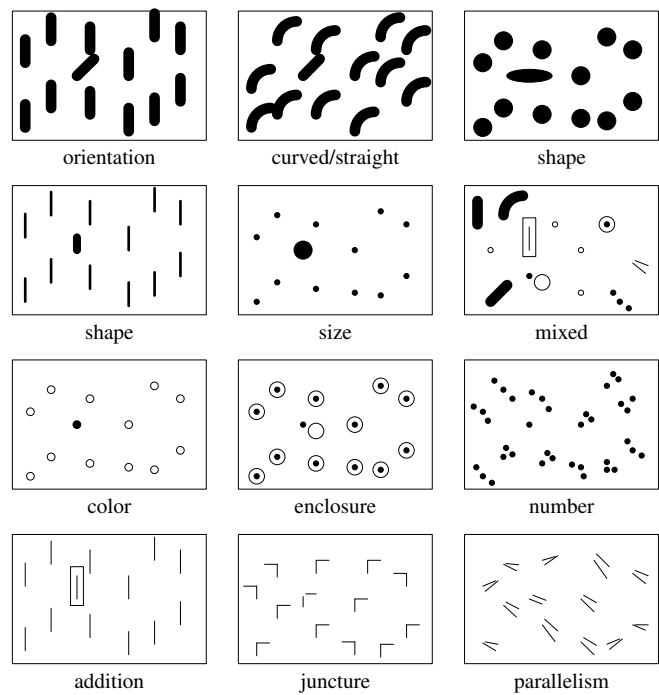 orientation
curved/straight
shape
shape
size
mixed
color
enclosure
number
addition
juncture
parallelism